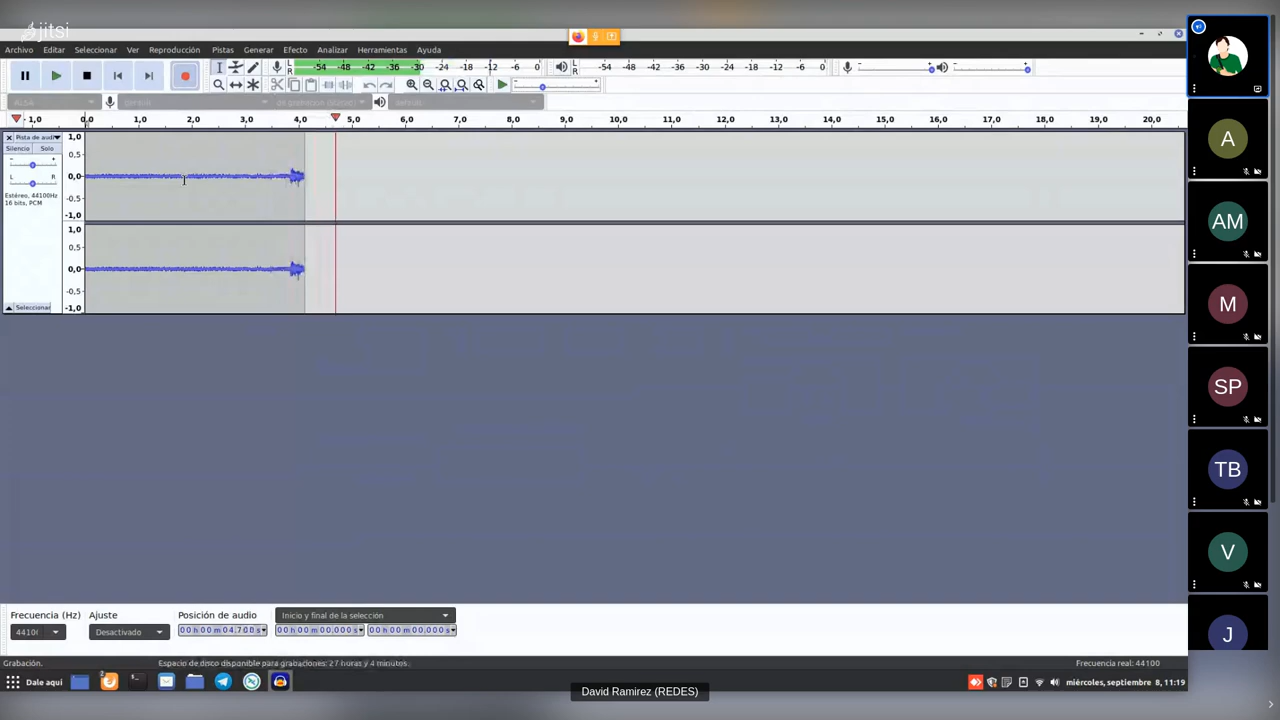 jitsi
Archivo Editar Seleccionar Ver Reproducción Pistas Generar Efecto Analizar Herramientas Ayuda
L R -54 -48 -42 -36 -30 -24 -18 -12 -6 0 L R -54 -48 -42 -36 -30 -24 -18 -12 -6 0
ALSA default default
1,0 0,0 1,0 2,0 3,0 4,0 5,0 6,0 7,0 8,0 9,0 10,0 11,0 12,0 13,0 14,0 15,0 16,0 17,0 18,0 19,0 20,0
Pista de aud 1,0
Silencio Solo
- + 0,5
L R 0,0
Estéreo, 44100Hz -0,5
16 bits, PCM
-1,0
1,0
0,5
0,0
-0,5
Seleccionar -1,0
A
AM
M
SP
TB
V
J
Frecuencia (Hz) Ajuste Posición de audio Inicio y final de la selección
4410 Desactivado 00 h 00 m 00,000 s 00 h 00 m 00,000 s
Grabación. Espacio de disco disponible para grabaciones: 27 horas y 4 minutos. Frecuencia real: 44100
Dale aquí 2 miércoles, septiembre 8, 11:19
David Ramirez (REDES)